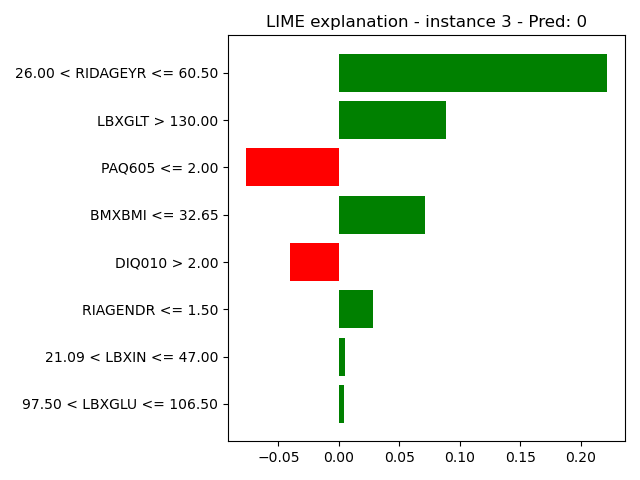 LIME explanation - instance 3 - Pred: 0
26.00 < RIDAGEYR <= 60.50
LBXGLT > 130.00
PAQ605 <= 2.00
BMXBMI <= 32.65
DIQ010 > 2.00
RIAGENDR <= 1.50
21.09 < LBXIN <= 47.00
97.50 < LBXGLU <= 106.50
−0.05 0.00 0.05 0.10 0.15 0.20